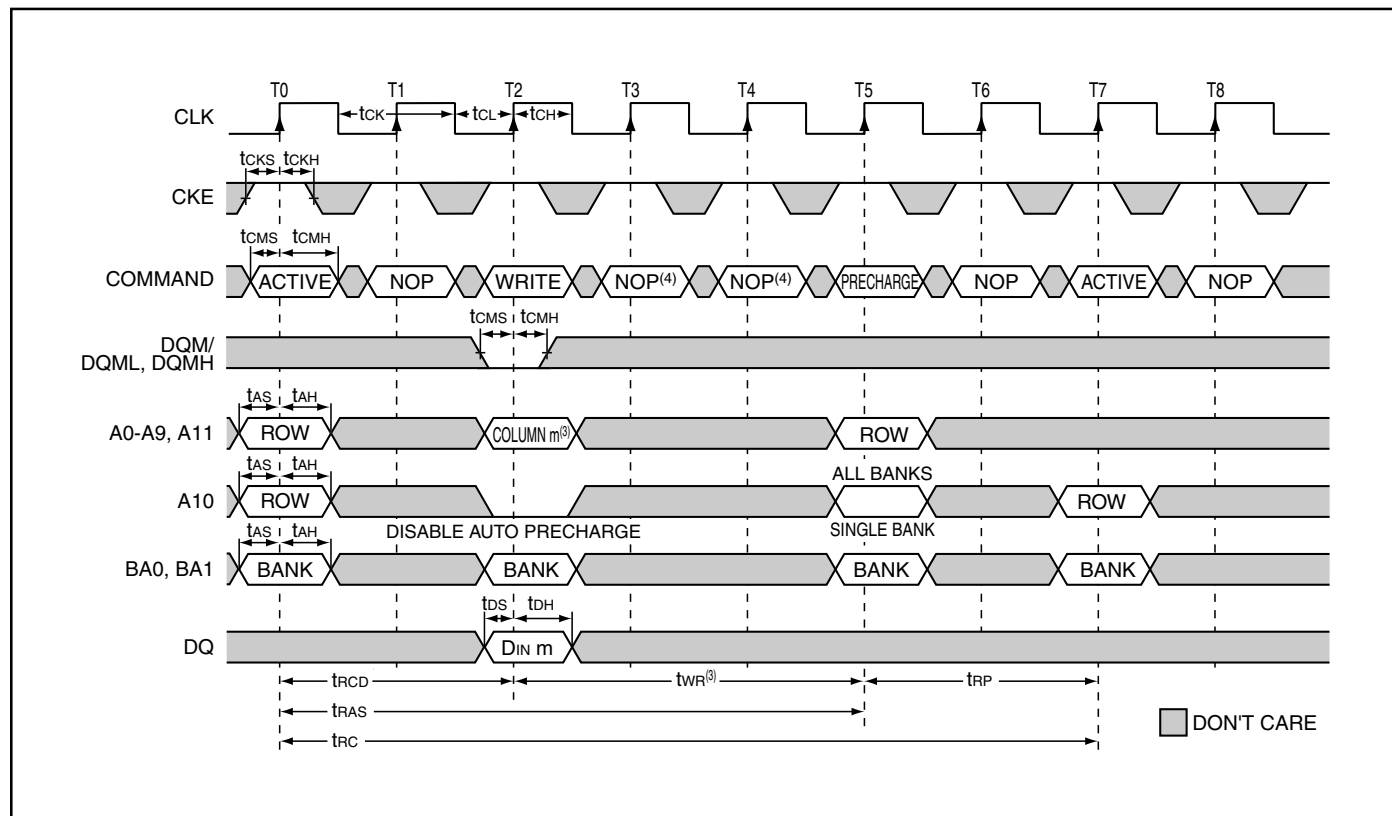 T0 T1 T2 T3 T4 T5 T6 T7 T8
CLK tCK tCL tCH
tCKS tCKH
CKE
tCMS tCMH
COMMAND ACTIVE NOP WRITE NOP(4) NOP(4) PRECHARGE NOP ACTIVE NOP
tCMS tCMH
DQM/
DQML, DQMH
tAS tAH
A0-A9, A11 ROW COLUMN m(3) ROW
tAS tAH ALL BANKS
A10 ROW ROW
DISABLE AUTO PRECHARGE SINGLE BANK
tAS tAH
BA0, BA1 BANK BANK BANK BANK
tDS tDH
DQ DIN m
tRCD tWR(3) tRP
tRAS
DON'T CARE
tRC